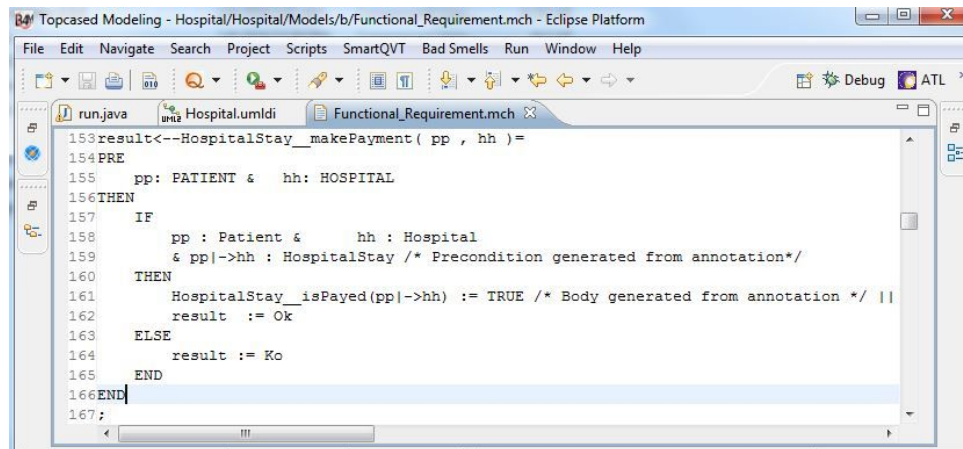 B4M Topcased Modeling - Hospital/Hospital/Models/b/Functional_Requirement.mch - Eclipse Platform
File Edit Navigate Search Project Scripts SmartQVT Bad Smells Run Window Help
Debug ATL
run.java Hospital.umldi Functional_Requirement.mch
153 result<--HospitalStay__makePayment( pp , hh )=
154 PRE
155 pp: PATIENT & hh: HOSPITAL
156 THEN
157 IF
158 pp : Patient & hh : Hospital
159 & pp|->hh : HospitalStay /* Precondition generated from annotation*/
160 THEN
161 HospitalStay__isPayed(pp|->hh) := TRUE /* Body generated from annotation */ ||
162 result := Ok
163 ELSE
164 result := Ko
165 END
166 END
167 ;